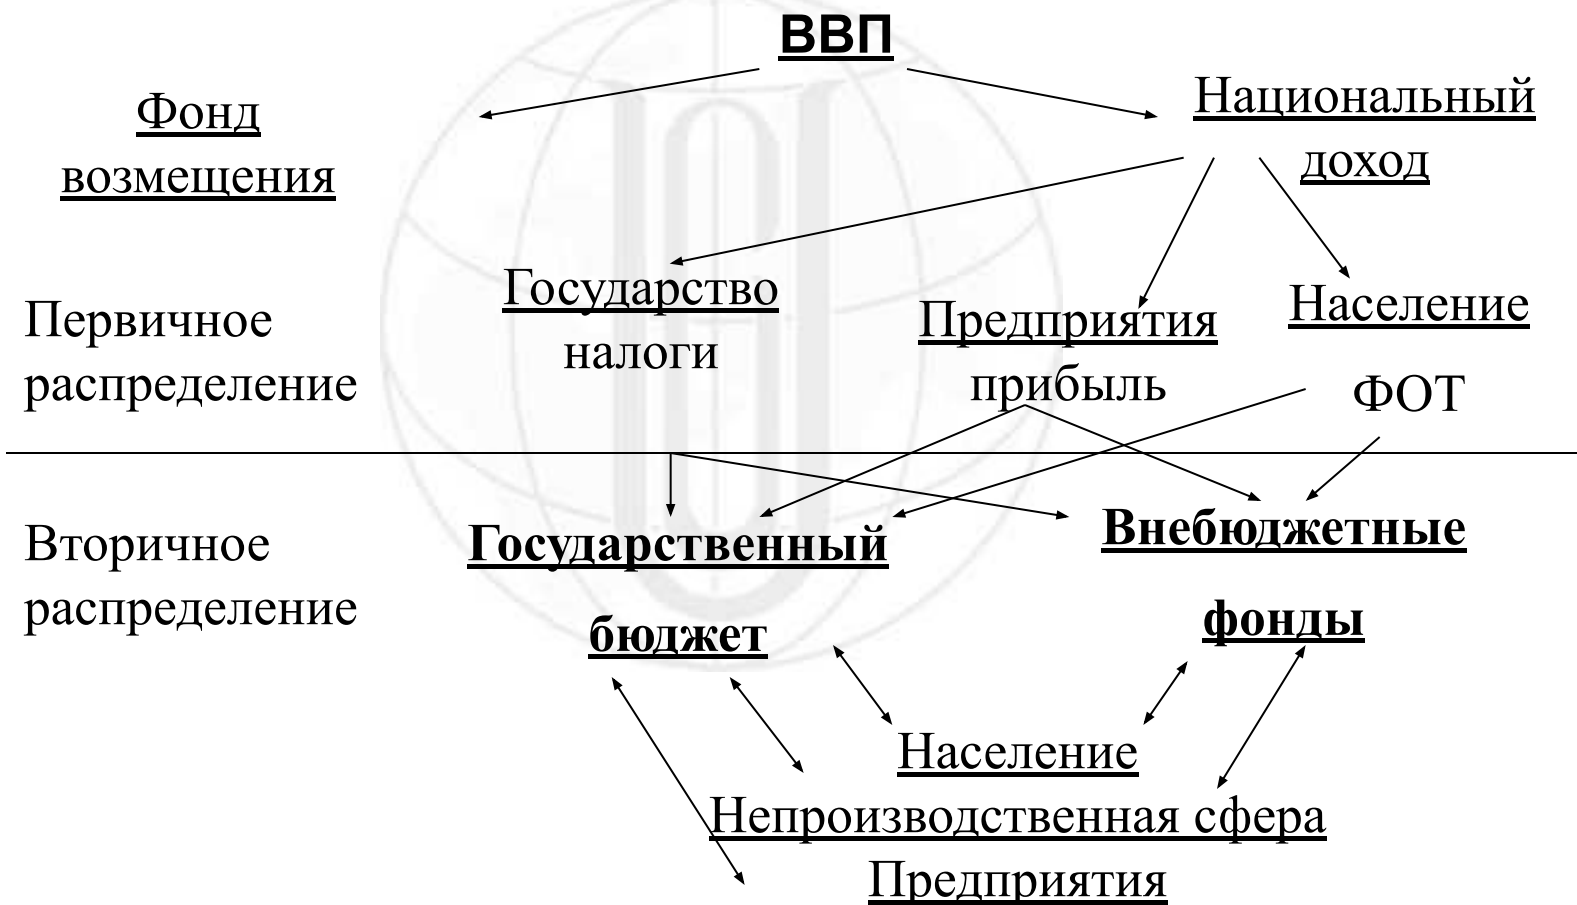 ВВП
Фонд
возмещения
Национальный
доход
Первичное
распределение
Государство
налоги
Предприятия
прибыль
Население
ФОТ
Вторичное
распределение
Государственный
бюджет
Внебюджетные
фонды
Население
Непроизводственная сфера
Предприятия